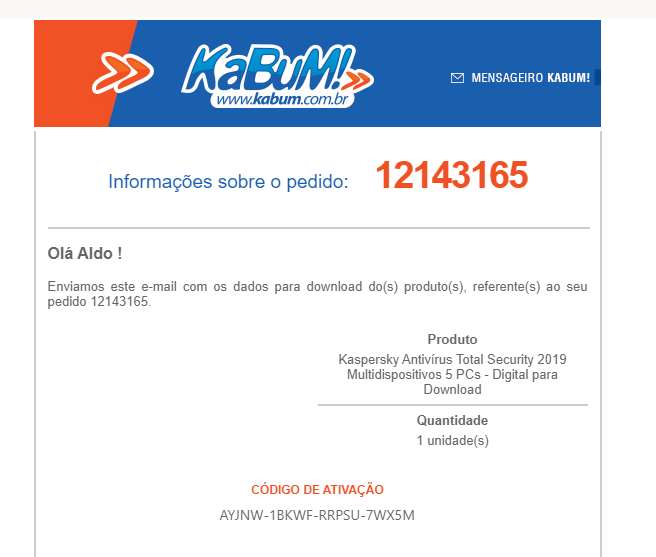 KaBuM!
www.kabum.com.br
MENSAGEIRO KABUM!
Informações sobre o pedido: 12143165
Olá Aldo !
Enviamos este e-mail com os dados para download do(s) produto(s), referente(s) ao seu
pedido 12143165.
Produto
Kaspersky Antivírus Total Security 2019
Multidispositivos 5 PCs - Digital para
Download
Quantidade
1 unidade(s)
CÓDIGO DE ATIVAÇÃO
AYJNW-1BKWF-RRPSU-7WX5M